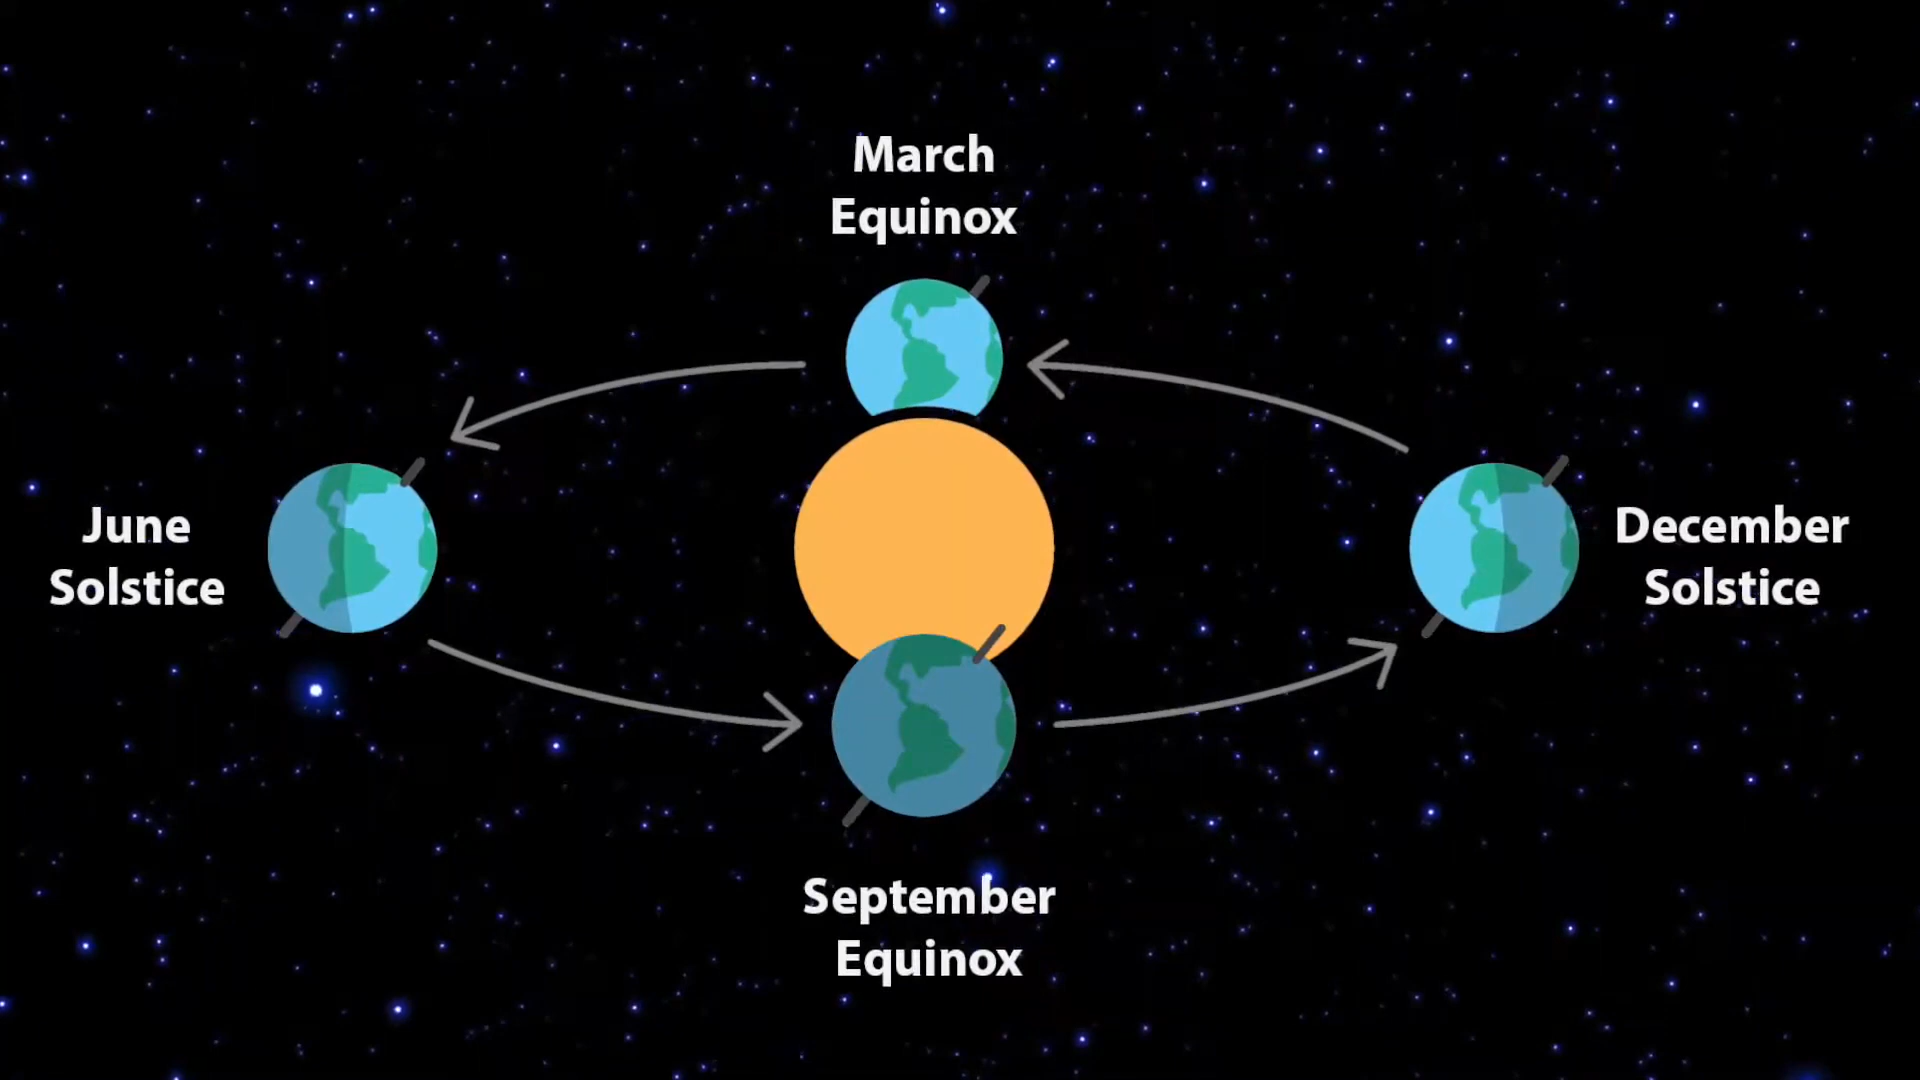 March
Equinox
June
Solstice
December
Solstice
September
Equinox